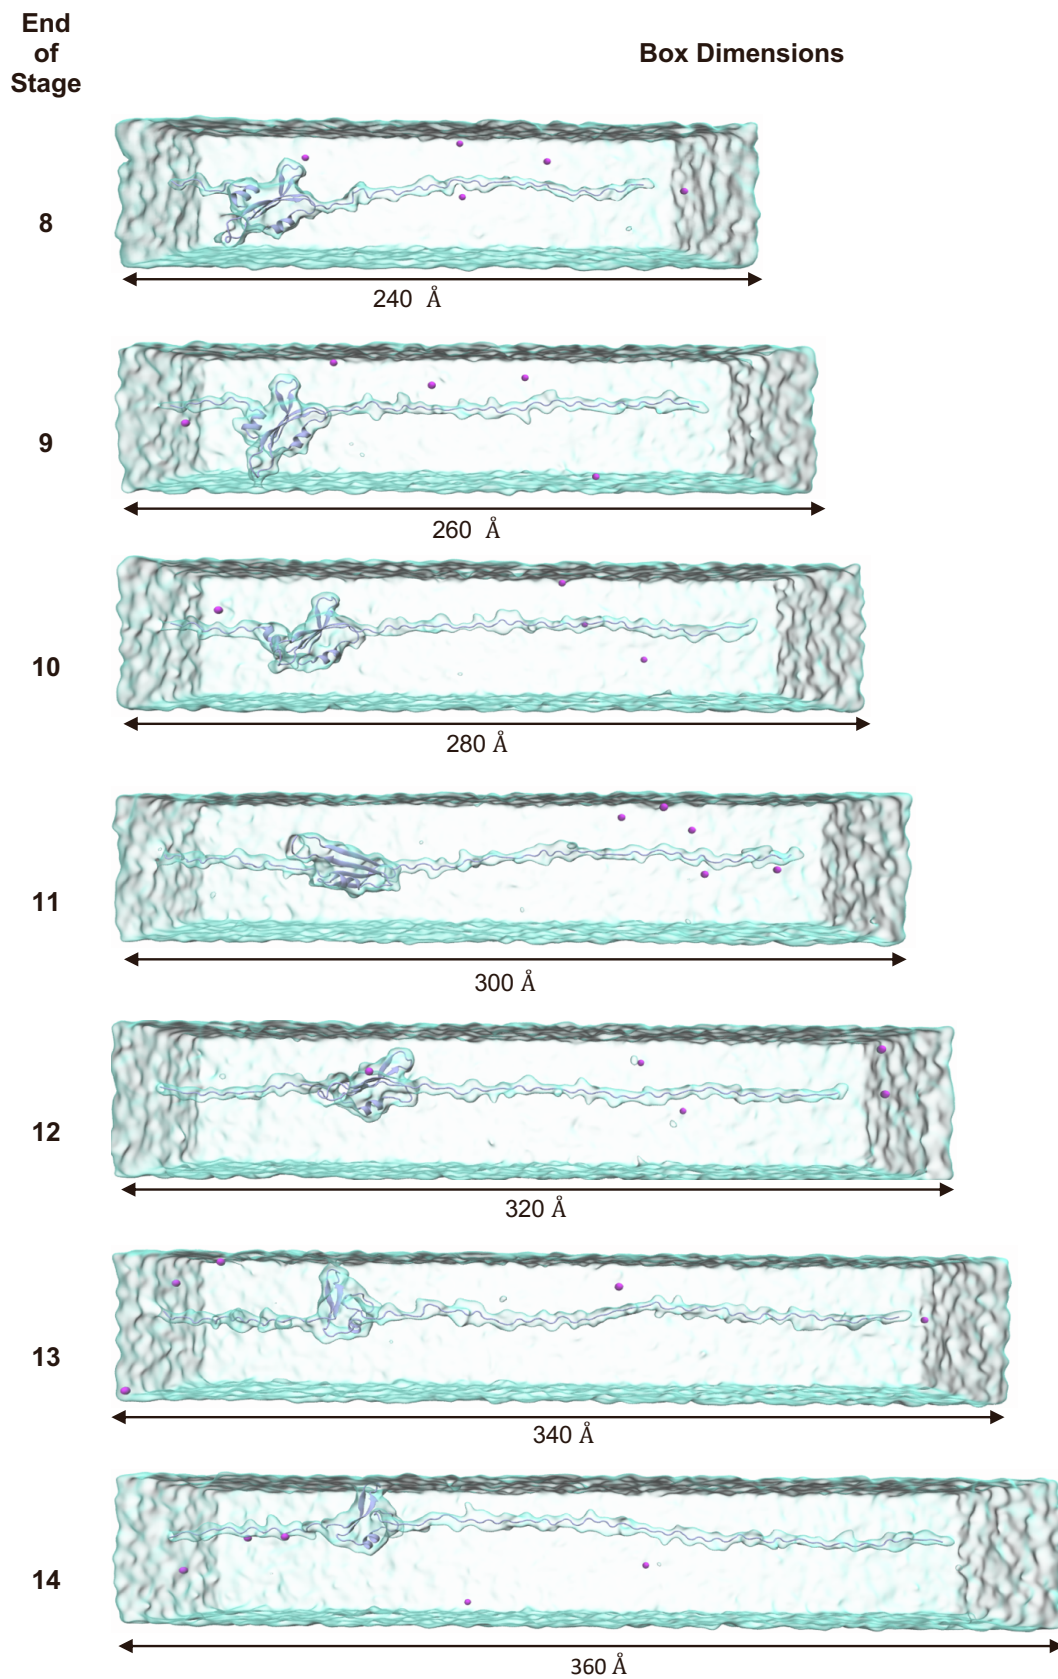 End
of
Stage
Box Dimensions
8
240 Å
9
260 Å
10
280 Å
11
300 Å
12
320 Å
13
340 Å
14
360 Å